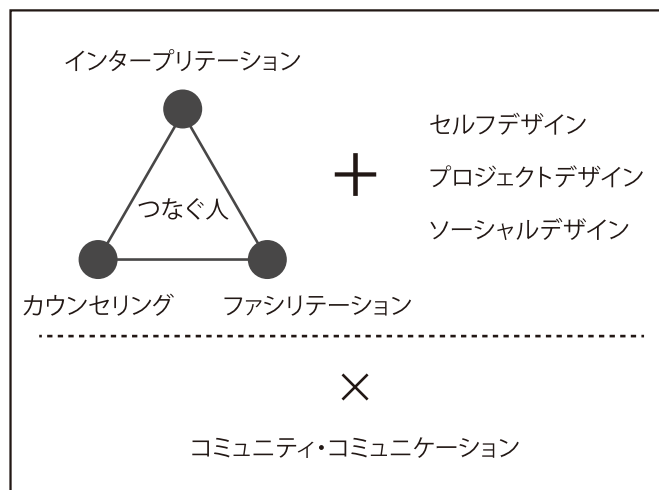 インタープリテーション
つなぐ人
カウンセリング
ファシリテーション
+
セルフデザイン
プロジェクトデザイン
ソーシャルデザイン
×
コミュニティ・コミュニケーション